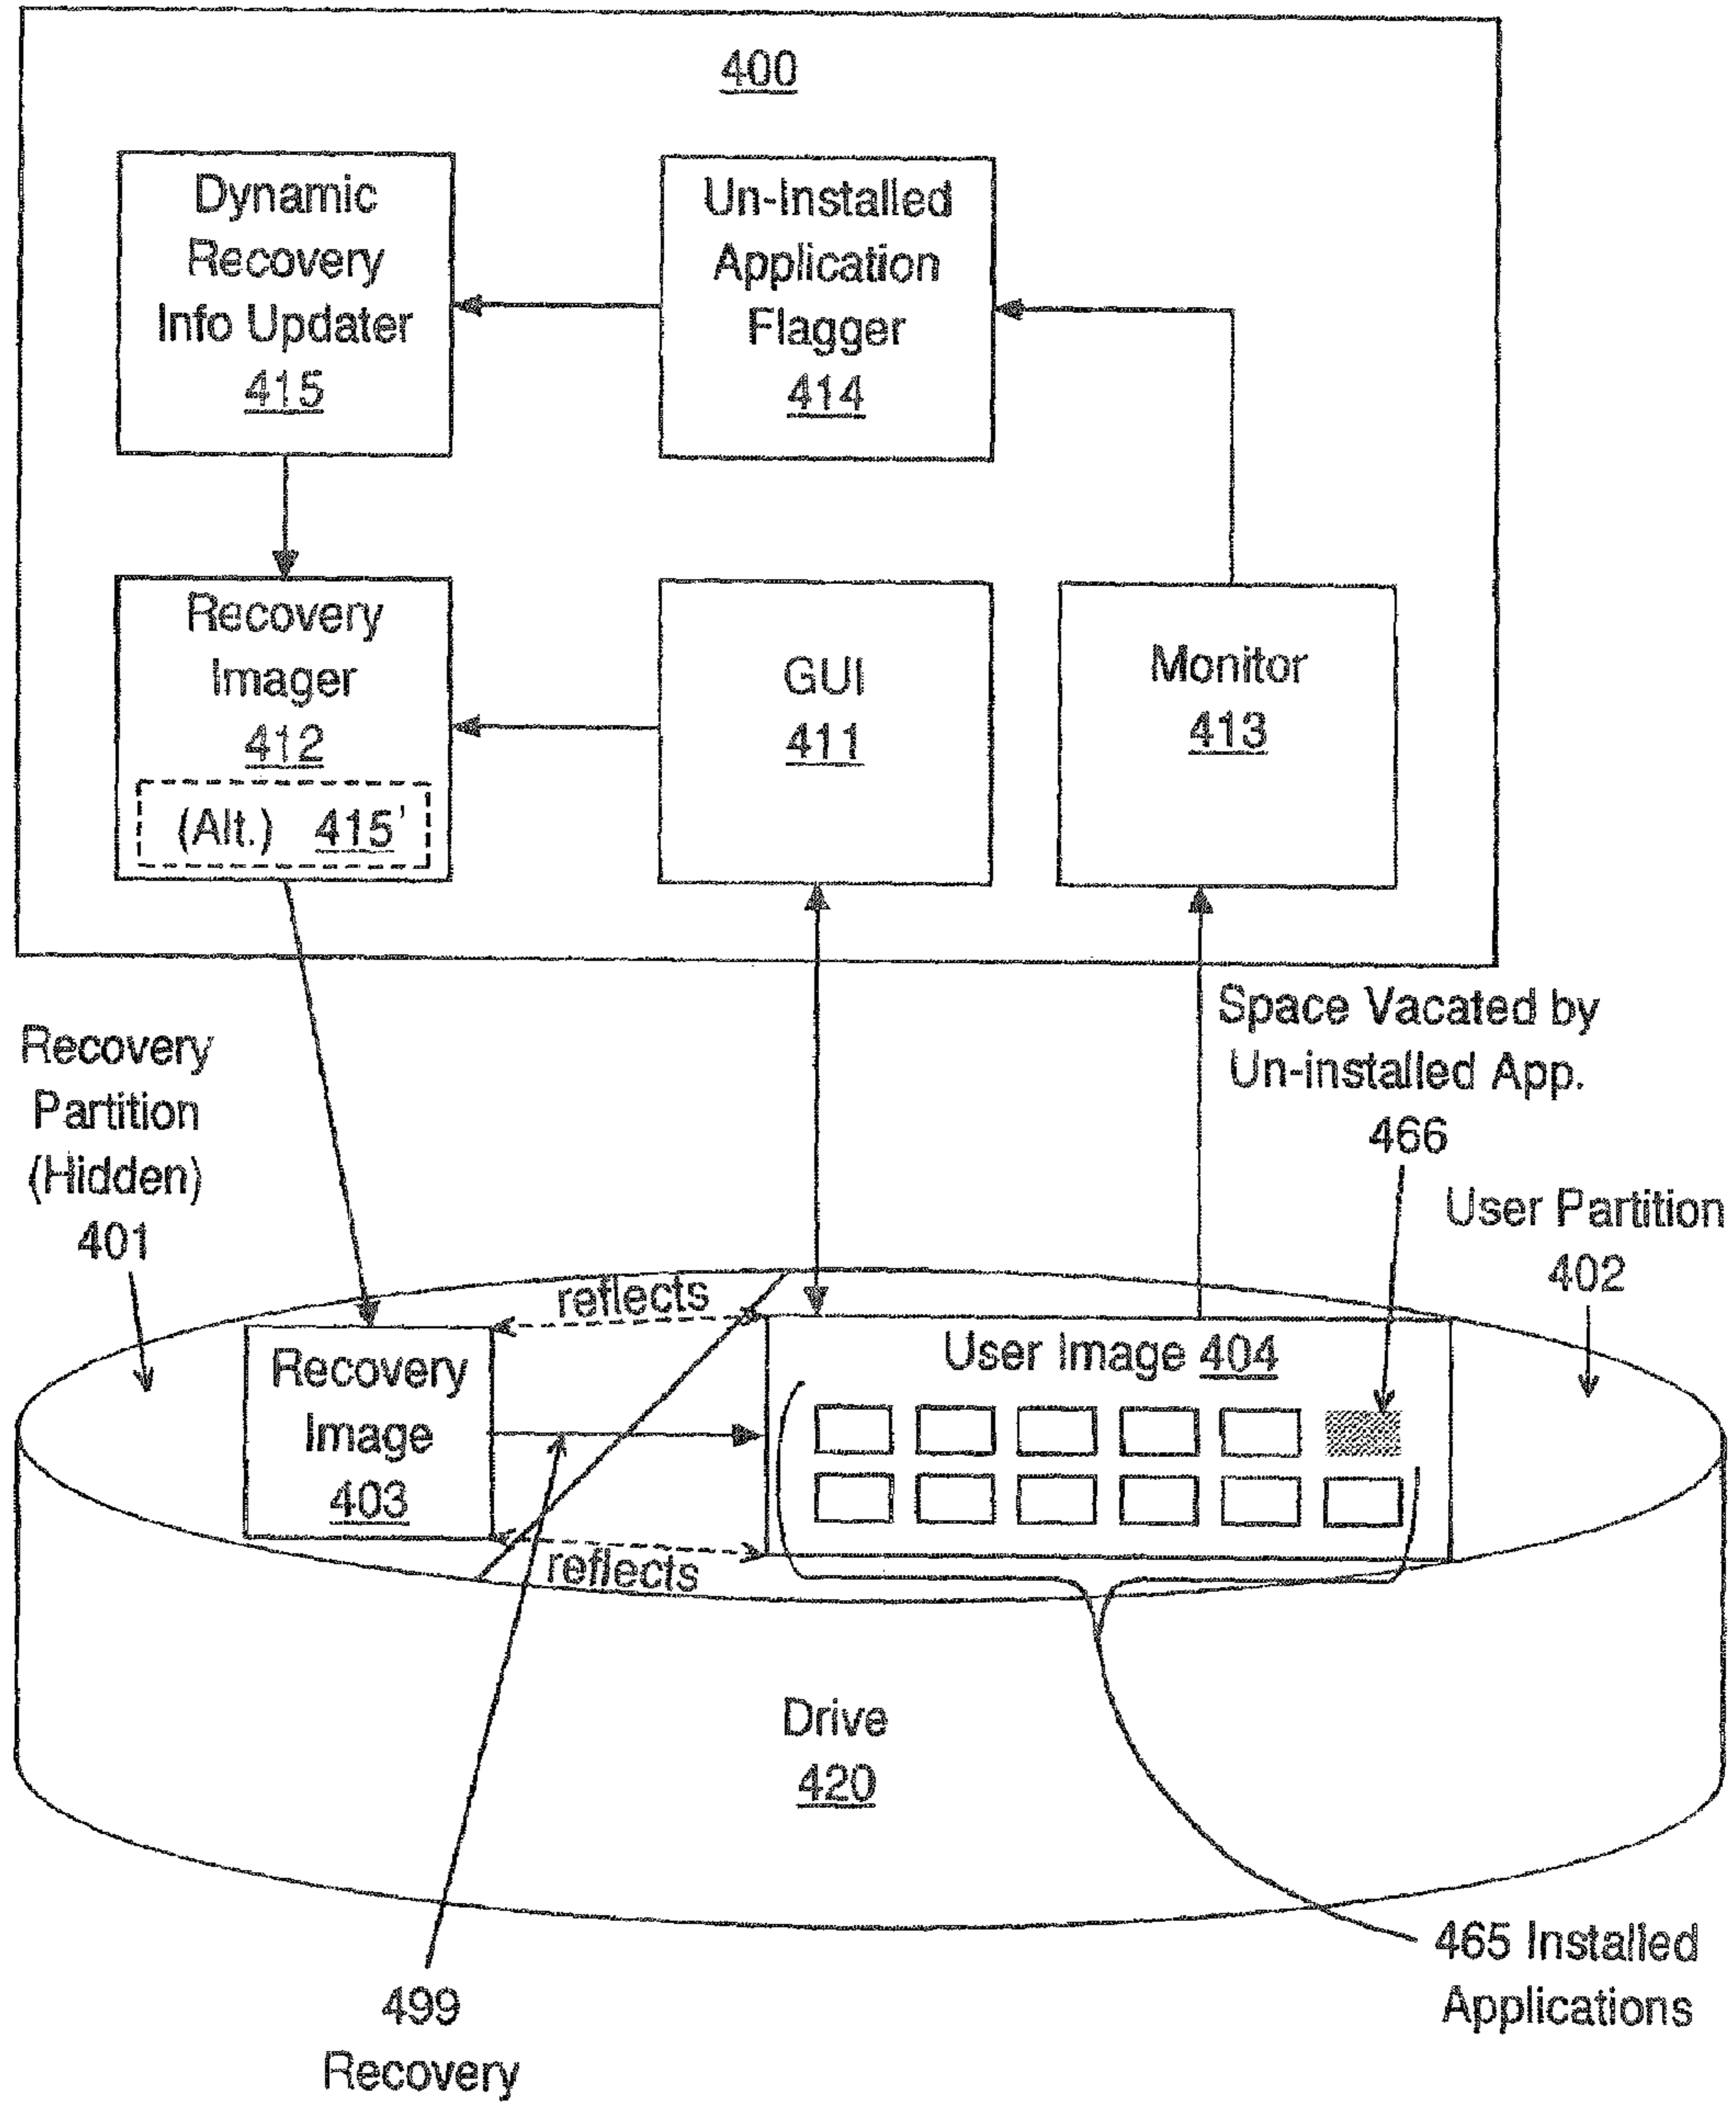 400
Dynamic
Recovery
Info Updater
415
Un-Installed
Application
Flagger
414
Recovery
Imager
412
(Alt.) 415'
GUI
411
Monitor
413
Recovery
Partition
(Hidden)
401
Space Vacated by
Un-installed App.
466
User Partition
402
reflects
Recovery
Image
403
User Image 404
reflects
Drive
420
499
Recovery
465 Installed
Applications